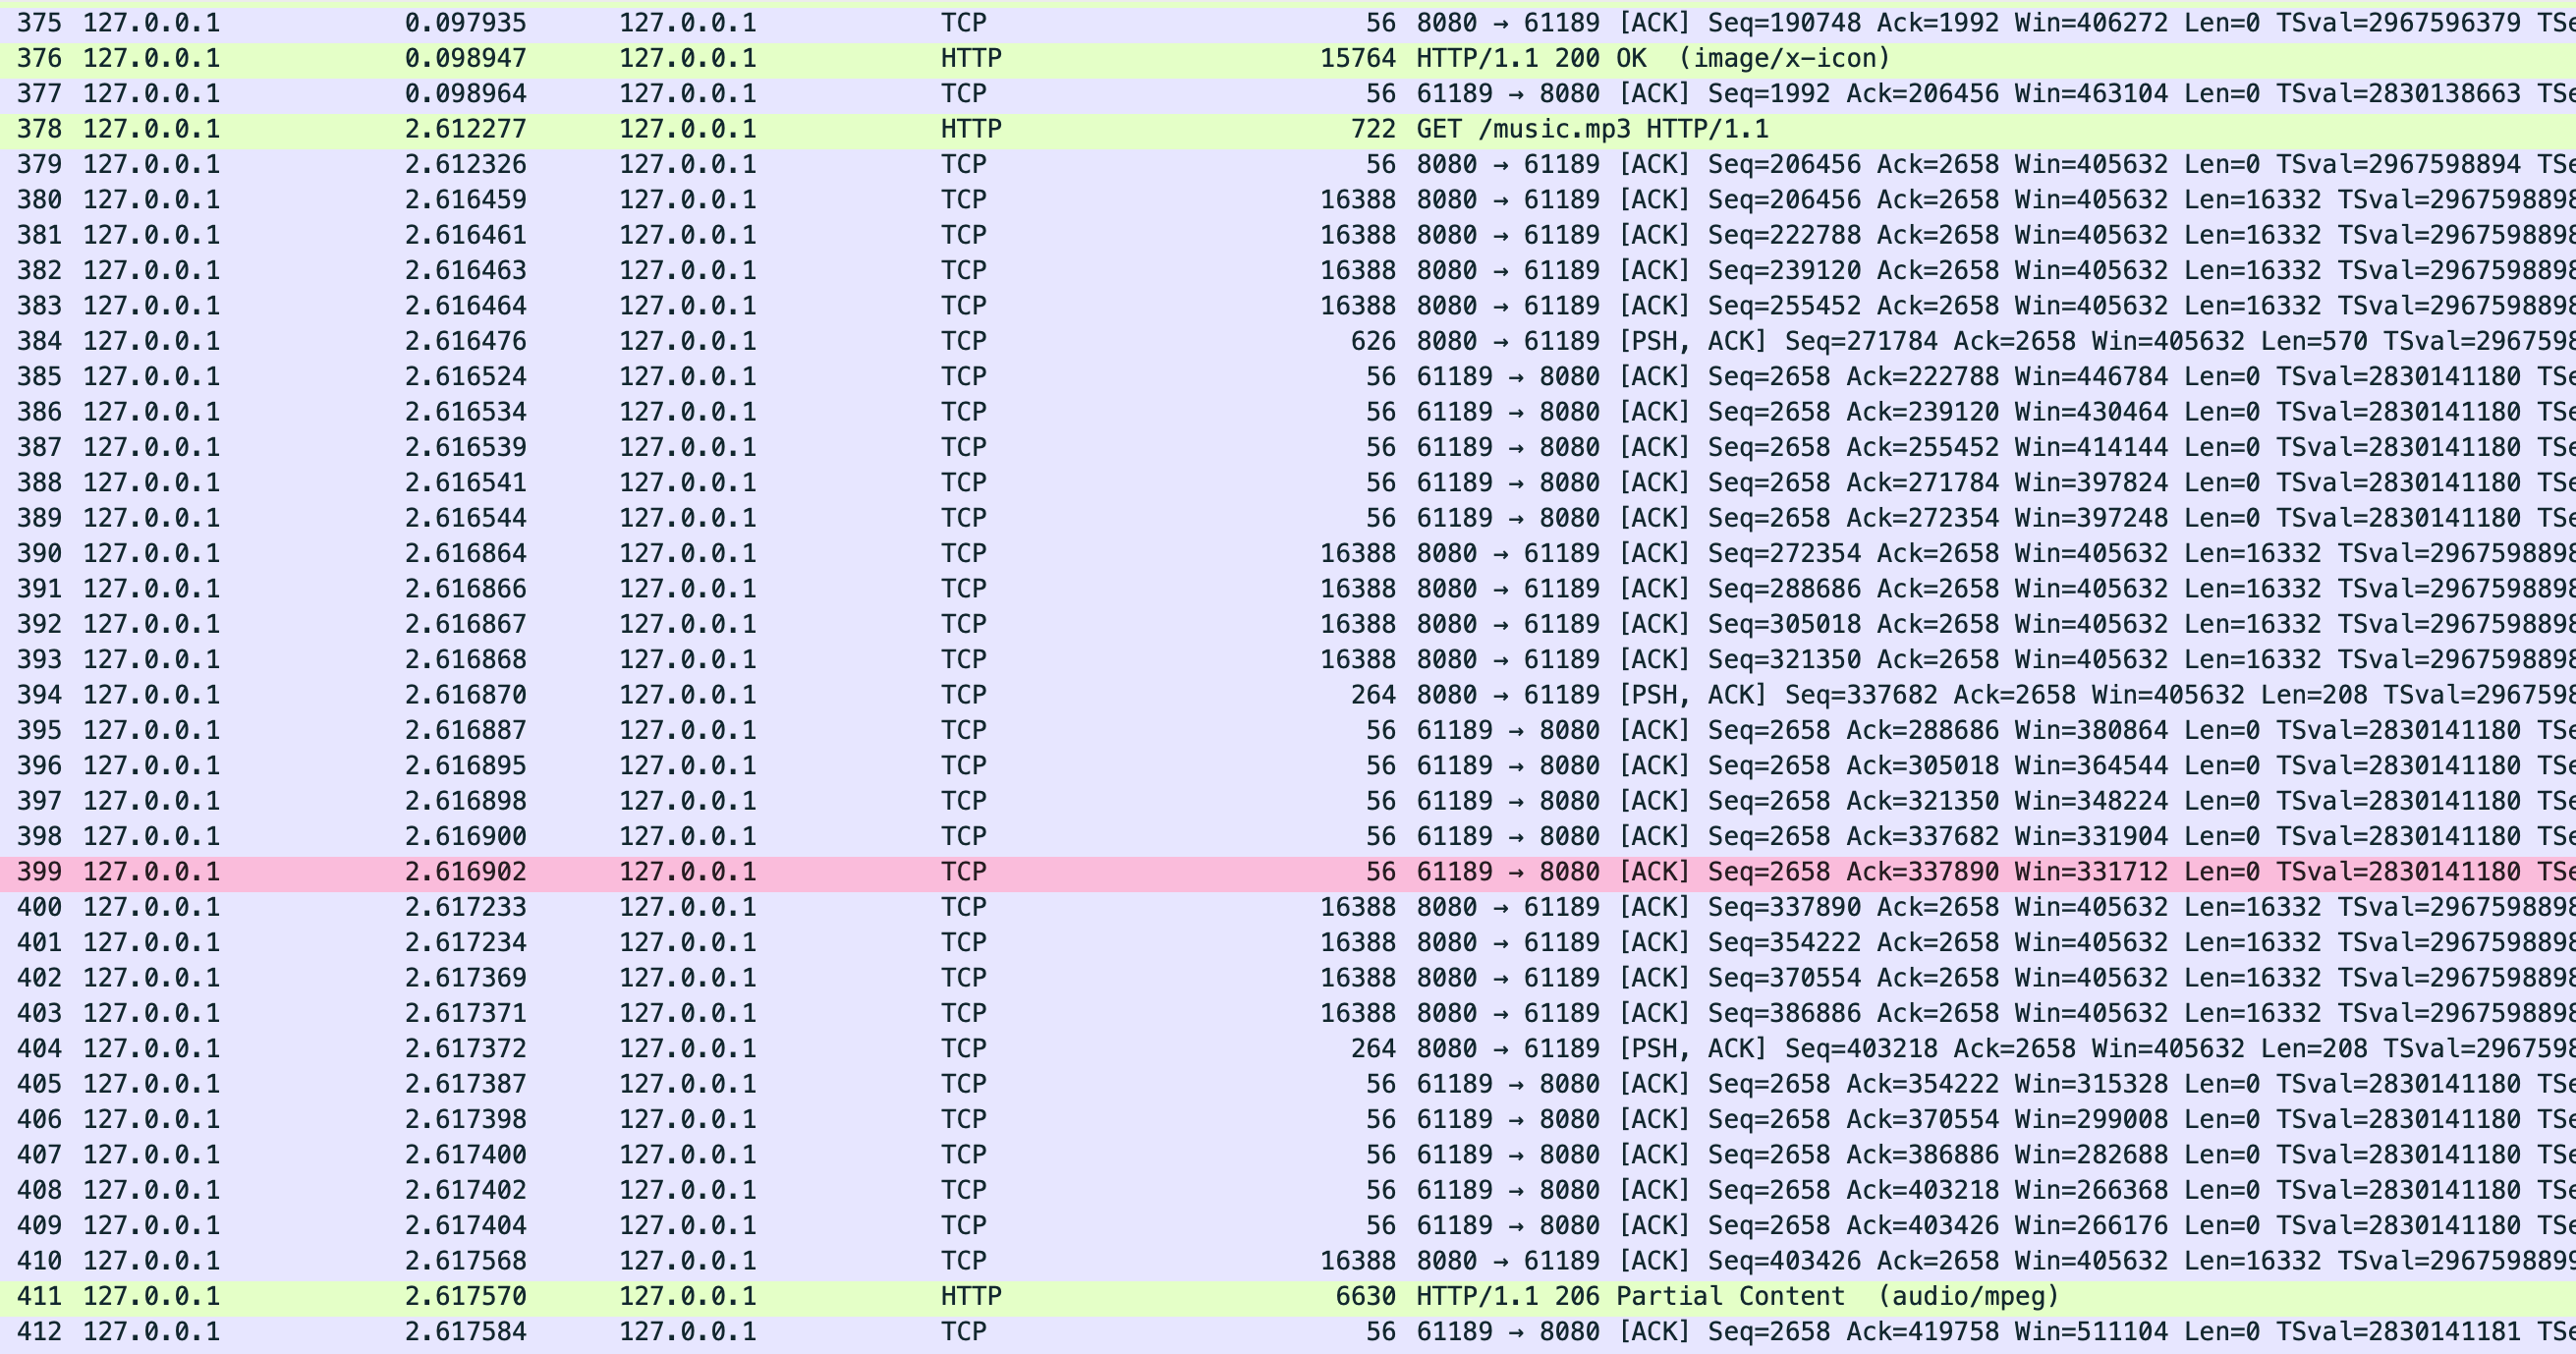 375 127.0.0.1 0.097935 127.0.0.1 TCP 56 8080 → 61189 [ACK] Seq=190748 Ack=1992 Win=406272 Len=0 TSval=2967596379 TSe
376 127.0.0.1 0.098947 127.0.0.1 HTTP 15764 HTTP/1.1 200 OK (image/x-icon)
377 127.0.0.1 0.098964 127.0.0.1 TCP 56 61189 → 8080 [ACK] Seq=1992 Ack=206456 Win=463104 Len=0 TSval=2830138663 TSe
378 127.0.0.1 2.612277 127.0.0.1 HTTP 722 GET /music.mp3 HTTP/1.1
379 127.0.0.1 2.612326 127.0.0.1 TCP 56 8080 → 61189 [ACK] Seq=206456 Ack=2658 Win=405632 Len=0 TSval=2967598894 TSe
380 127.0.0.1 2.616459 127.0.0.1 TCP 16388 8080 → 61189 [ACK] Seq=206456 Ack=2658 Win=405632 Len=16332 TSval=2967598898
381 127.0.0.1 2.616461 127.0.0.1 TCP 16388 8080 → 61189 [ACK] Seq=222788 Ack=2658 Win=405632 Len=16332 TSval=2967598898
382 127.0.0.1 2.616463 127.0.0.1 TCP 16388 8080 → 61189 [ACK] Seq=239120 Ack=2658 Win=405632 Len=16332 TSval=2967598898
383 127.0.0.1 2.616464 127.0.0.1 TCP 16388 8080 → 61189 [ACK] Seq=255452 Ack=2658 Win=405632 Len=16332 TSval=2967598898
384 127.0.0.1 2.616476 127.0.0.1 TCP 626 8080 → 61189 [PSH, ACK] Seq=271784 Ack=2658 Win=405632 Len=570 TSval=2967598
385 127.0.0.1 2.616524 127.0.0.1 TCP 56 61189 → 8080 [ACK] Seq=2658 Ack=222788 Win=446784 Len=0 TSval=2830141180 TSe
386 127.0.0.1 2.616534 127.0.0.1 TCP 56 61189 → 8080 [ACK] Seq=2658 Ack=239120 Win=430464 Len=0 TSval=2830141180 TSe
387 127.0.0.1 2.616539 127.0.0.1 TCP 56 61189 → 8080 [ACK] Seq=2658 Ack=255452 Win=414144 Len=0 TSval=2830141180 TSe
388 127.0.0.1 2.616541 127.0.0.1 TCP 56 61189 → 8080 [ACK] Seq=2658 Ack=271784 Win=397824 Len=0 TSval=2830141180 TSe
389 127.0.0.1 2.616544 127.0.0.1 TCP 56 61189 → 8080 [ACK] Seq=2658 Ack=272354 Win=397248 Len=0 TSval=2830141180 TSe
390 127.0.0.1 2.616864 127.0.0.1 TCP 16388 8080 → 61189 [ACK] Seq=272354 Ack=2658 Win=405632 Len=16332 TSval=2967598898
391 127.0.0.1 2.616866 127.0.0.1 TCP 16388 8080 → 61189 [ACK] Seq=288686 Ack=2658 Win=405632 Len=16332 TSval=2967598898
392 127.0.0.1 2.616867 127.0.0.1 TCP 16388 8080 → 61189 [ACK] Seq=305018 Ack=2658 Win=405632 Len=16332 TSval=2967598898
393 127.0.0.1 2.616868 127.0.0.1 TCP 16388 8080 → 61189 [ACK] Seq=321350 Ack=2658 Win=405632 Len=16332 TSval=2967598898
394 127.0.0.1 2.616870 127.0.0.1 TCP 264 8080 → 61189 [PSH, ACK] Seq=337682 Ack=2658 Win=405632 Len=208 TSval=2967598
395 127.0.0.1 2.616887 127.0.0.1 TCP 56 61189 → 8080 [ACK] Seq=2658 Ack=288686 Win=380864 Len=0 TSval=2830141180 TSe
396 127.0.0.1 2.616895 127.0.0.1 TCP 56 61189 → 8080 [ACK] Seq=2658 Ack=305018 Win=364544 Len=0 TSval=2830141180 TSe
397 127.0.0.1 2.616898 127.0.0.1 TCP 56 61189 → 8080 [ACK] Seq=2658 Ack=321350 Win=348224 Len=0 TSval=2830141180 TSe
398 127.0.0.1 2.616900 127.0.0.1 TCP 56 61189 → 8080 [ACK] Seq=2658 Ack=337682 Win=331904 Len=0 TSval=2830141180 TSe
399 127.0.0.1 2.616902 127.0.0.1 TCP 56 61189 → 8080 [ACK] Seq=2658 Ack=337890 Win=331712 Len=0 TSval=2830141180 TSe
400 127.0.0.1 2.617233 127.0.0.1 TCP 16388 8080 → 61189 [ACK] Seq=337890 Ack=2658 Win=405632 Len=16332 TSval=2967598898
401 127.0.0.1 2.617234 127.0.0.1 TCP 16388 8080 → 61189 [ACK] Seq=354222 Ack=2658 Win=405632 Len=16332 TSval=2967598898
402 127.0.0.1 2.617369 127.0.0.1 TCP 16388 8080 → 61189 [ACK] Seq=370554 Ack=2658 Win=405632 Len=16332 TSval=2967598898
403 127.0.0.1 2.617371 127.0.0.1 TCP 16388 8080 → 61189 [ACK] Seq=386886 Ack=2658 Win=405632 Len=16332 TSval=2967598898
404 127.0.0.1 2.617372 127.0.0.1 TCP 264 8080 → 61189 [PSH, ACK] Seq=403218 Ack=2658 Win=405632 Len=208 TSval=2967598
405 127.0.0.1 2.617387 127.0.0.1 TCP 56 61189 → 8080 [ACK] Seq=2658 Ack=354222 Win=315328 Len=0 TSval=2830141180 TSe
406 127.0.0.1 2.617398 127.0.0.1 TCP 56 61189 → 8080 [ACK] Seq=2658 Ack=370554 Win=299008 Len=0 TSval=2830141180 TSe
407 127.0.0.1 2.617400 127.0.0.1 TCP 56 61189 → 8080 [ACK] Seq=2658 Ack=386886 Win=282688 Len=0 TSval=2830141180 TSe
408 127.0.0.1 2.617402 127.0.0.1 TCP 56 61189 → 8080 [ACK] Seq=2658 Ack=403218 Win=266368 Len=0 TSval=2830141180 TSe
409 127.0.0.1 2.617404 127.0.0.1 TCP 56 61189 → 8080 [ACK] Seq=2658 Ack=403426 Win=266176 Len=0 TSval=2830141180 TSe
410 127.0.0.1 2.617568 127.0.0.1 TCP 16388 8080 → 61189 [ACK] Seq=403426 Ack=2658 Win=405632 Len=16332 TSval=2967598899
411 127.0.0.1 2.617570 127.0.0.1 HTTP 6630 HTTP/1.1 206 Partial Content (audio/mpeg)
412 127.0.0.1 2.617584 127.0.0.1 TCP 56 61189 → 8080 [ACK] Seq=2658 Ack=419758 Win=511104 Len=0 TSval=2830141181 TSe